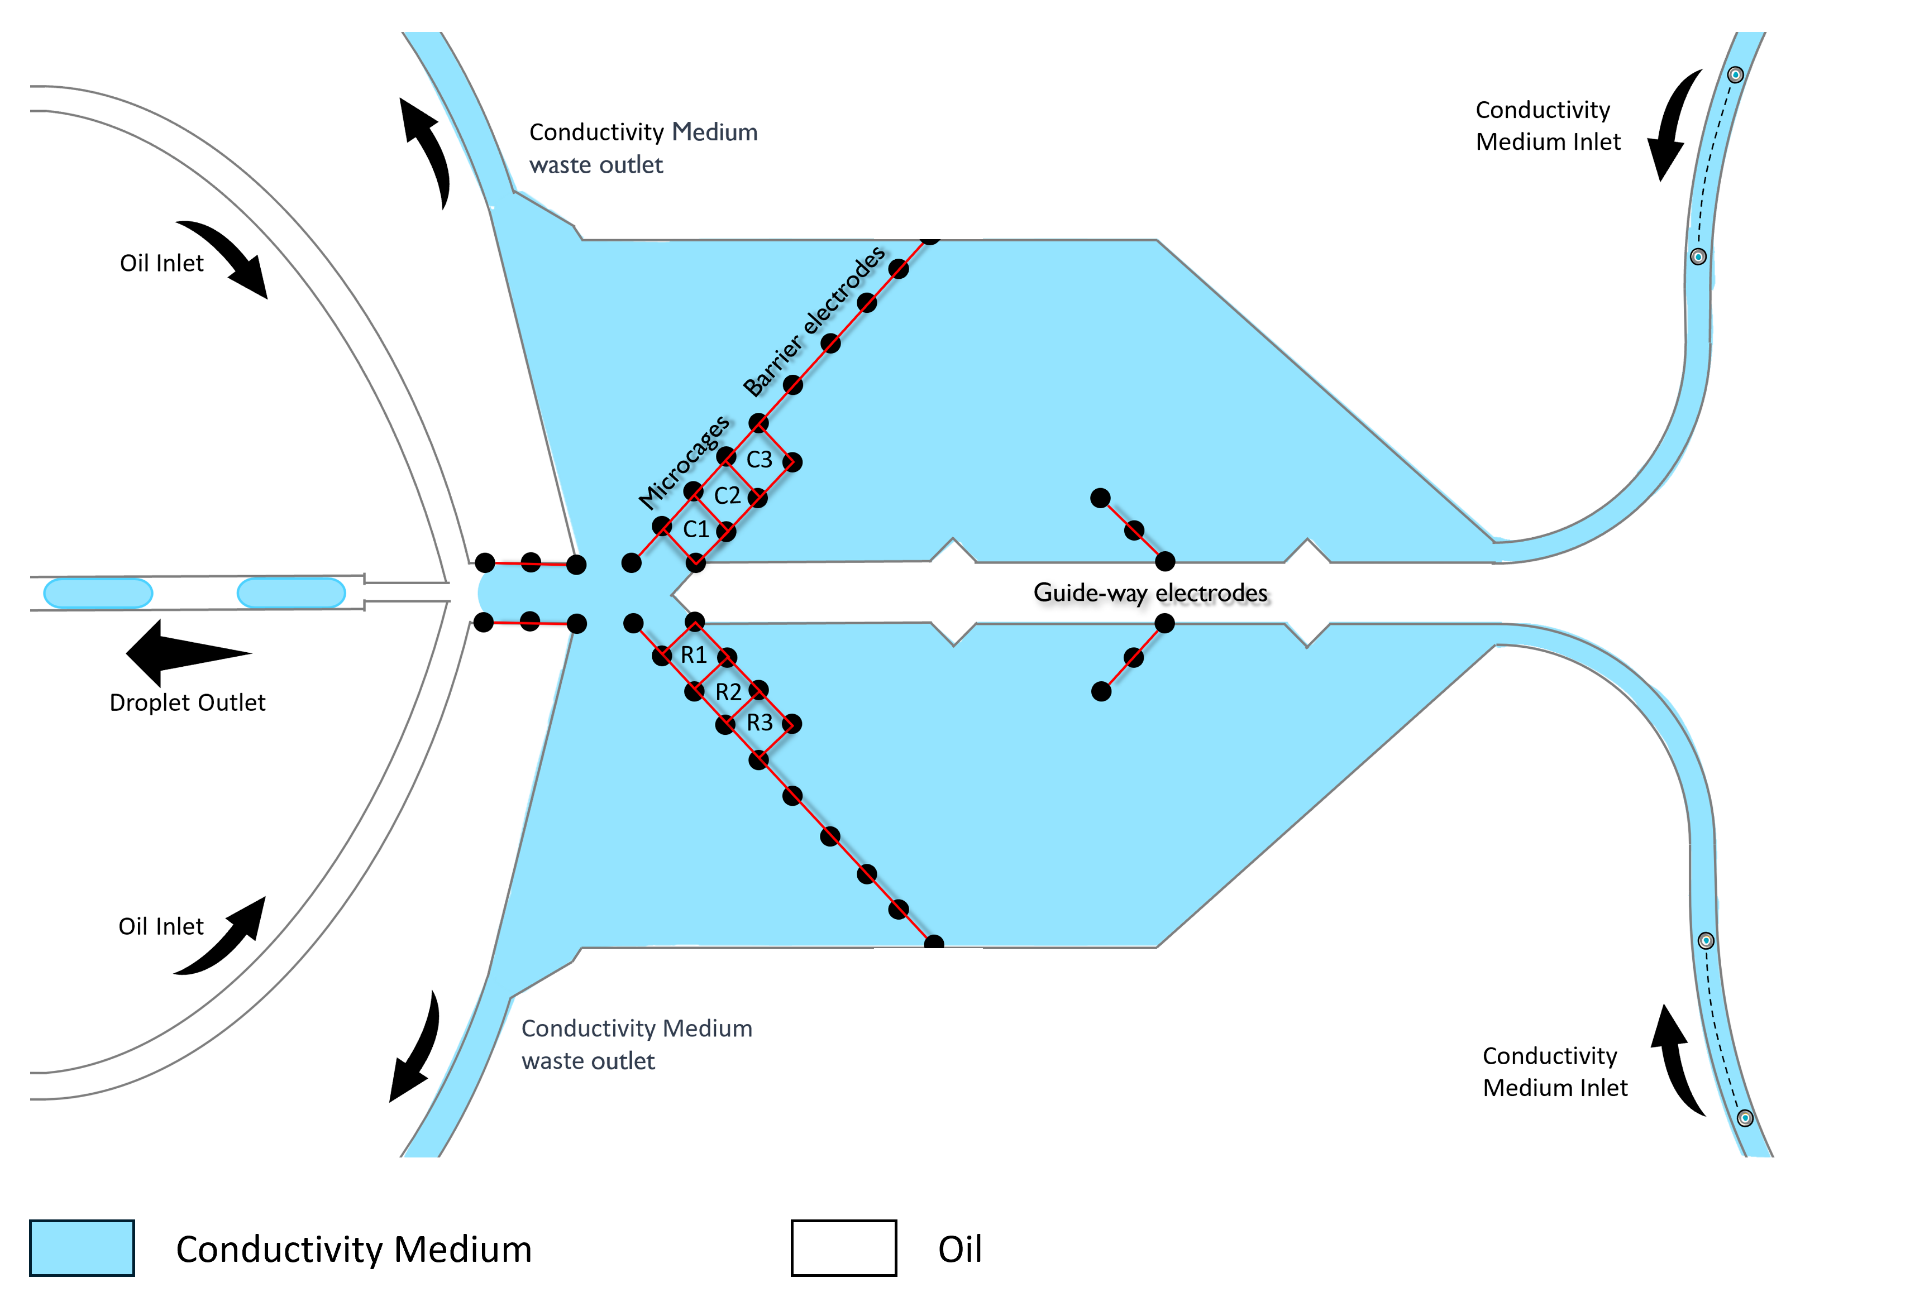 Conductivity Medium
waste outlet
Conductivity
Medium Inlet
Oil Inlet
Barrier electrodes
Microcages
C3
C2
C1
Guide-way electrodes
R1
R2
R3
Droplet Outlet
Oil Inlet
Conductivity Medium
waste outlet
Conductivity
Medium Inlet
Conductivity Medium
Oil